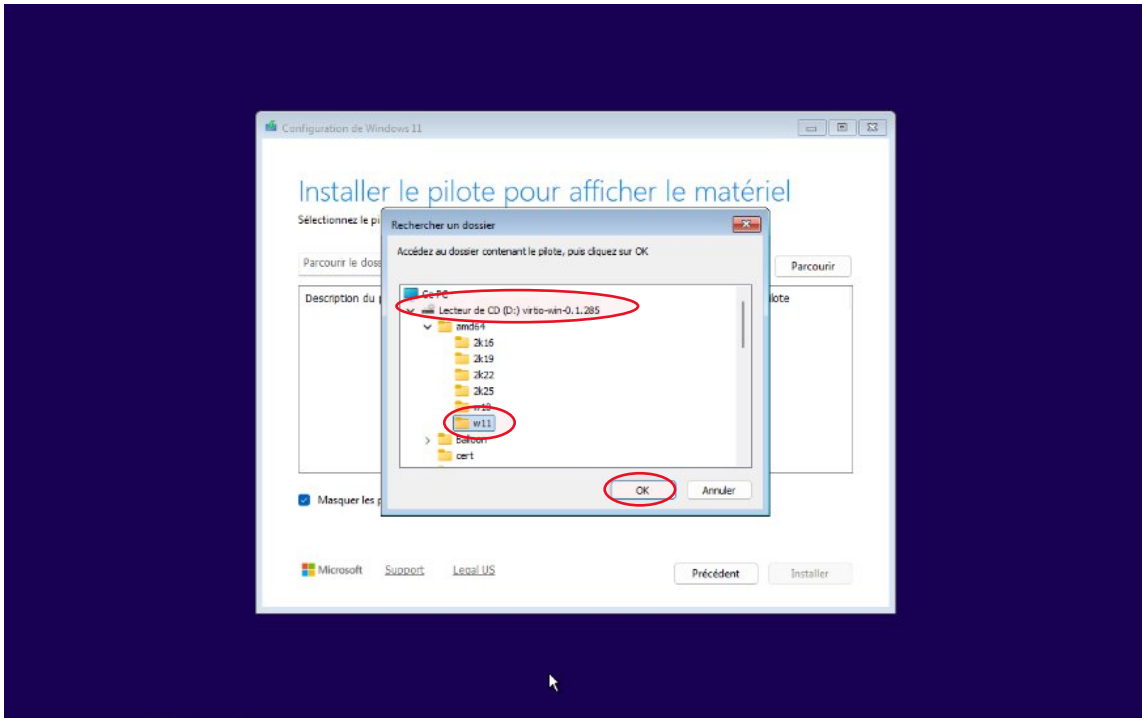 Configuration de Windows 11
Installer le pilote pour afficher le matériel
Sélectionnez le pi
Rechercher un dossier
Accédez au dossier contenant le pilote, puis cliquez sur OK
Parcourir le doss
Parcourir
Description du
ilote
Ce PC
Lecteur de CD (D:) virtio-win-0.1.285
amd64
2k16
2k19
2k22
2k25
w10
w11
Balloon
cert
OK
Annuler
Masquer les p
Microsoft
Support
Legal US
Précédent
Installer